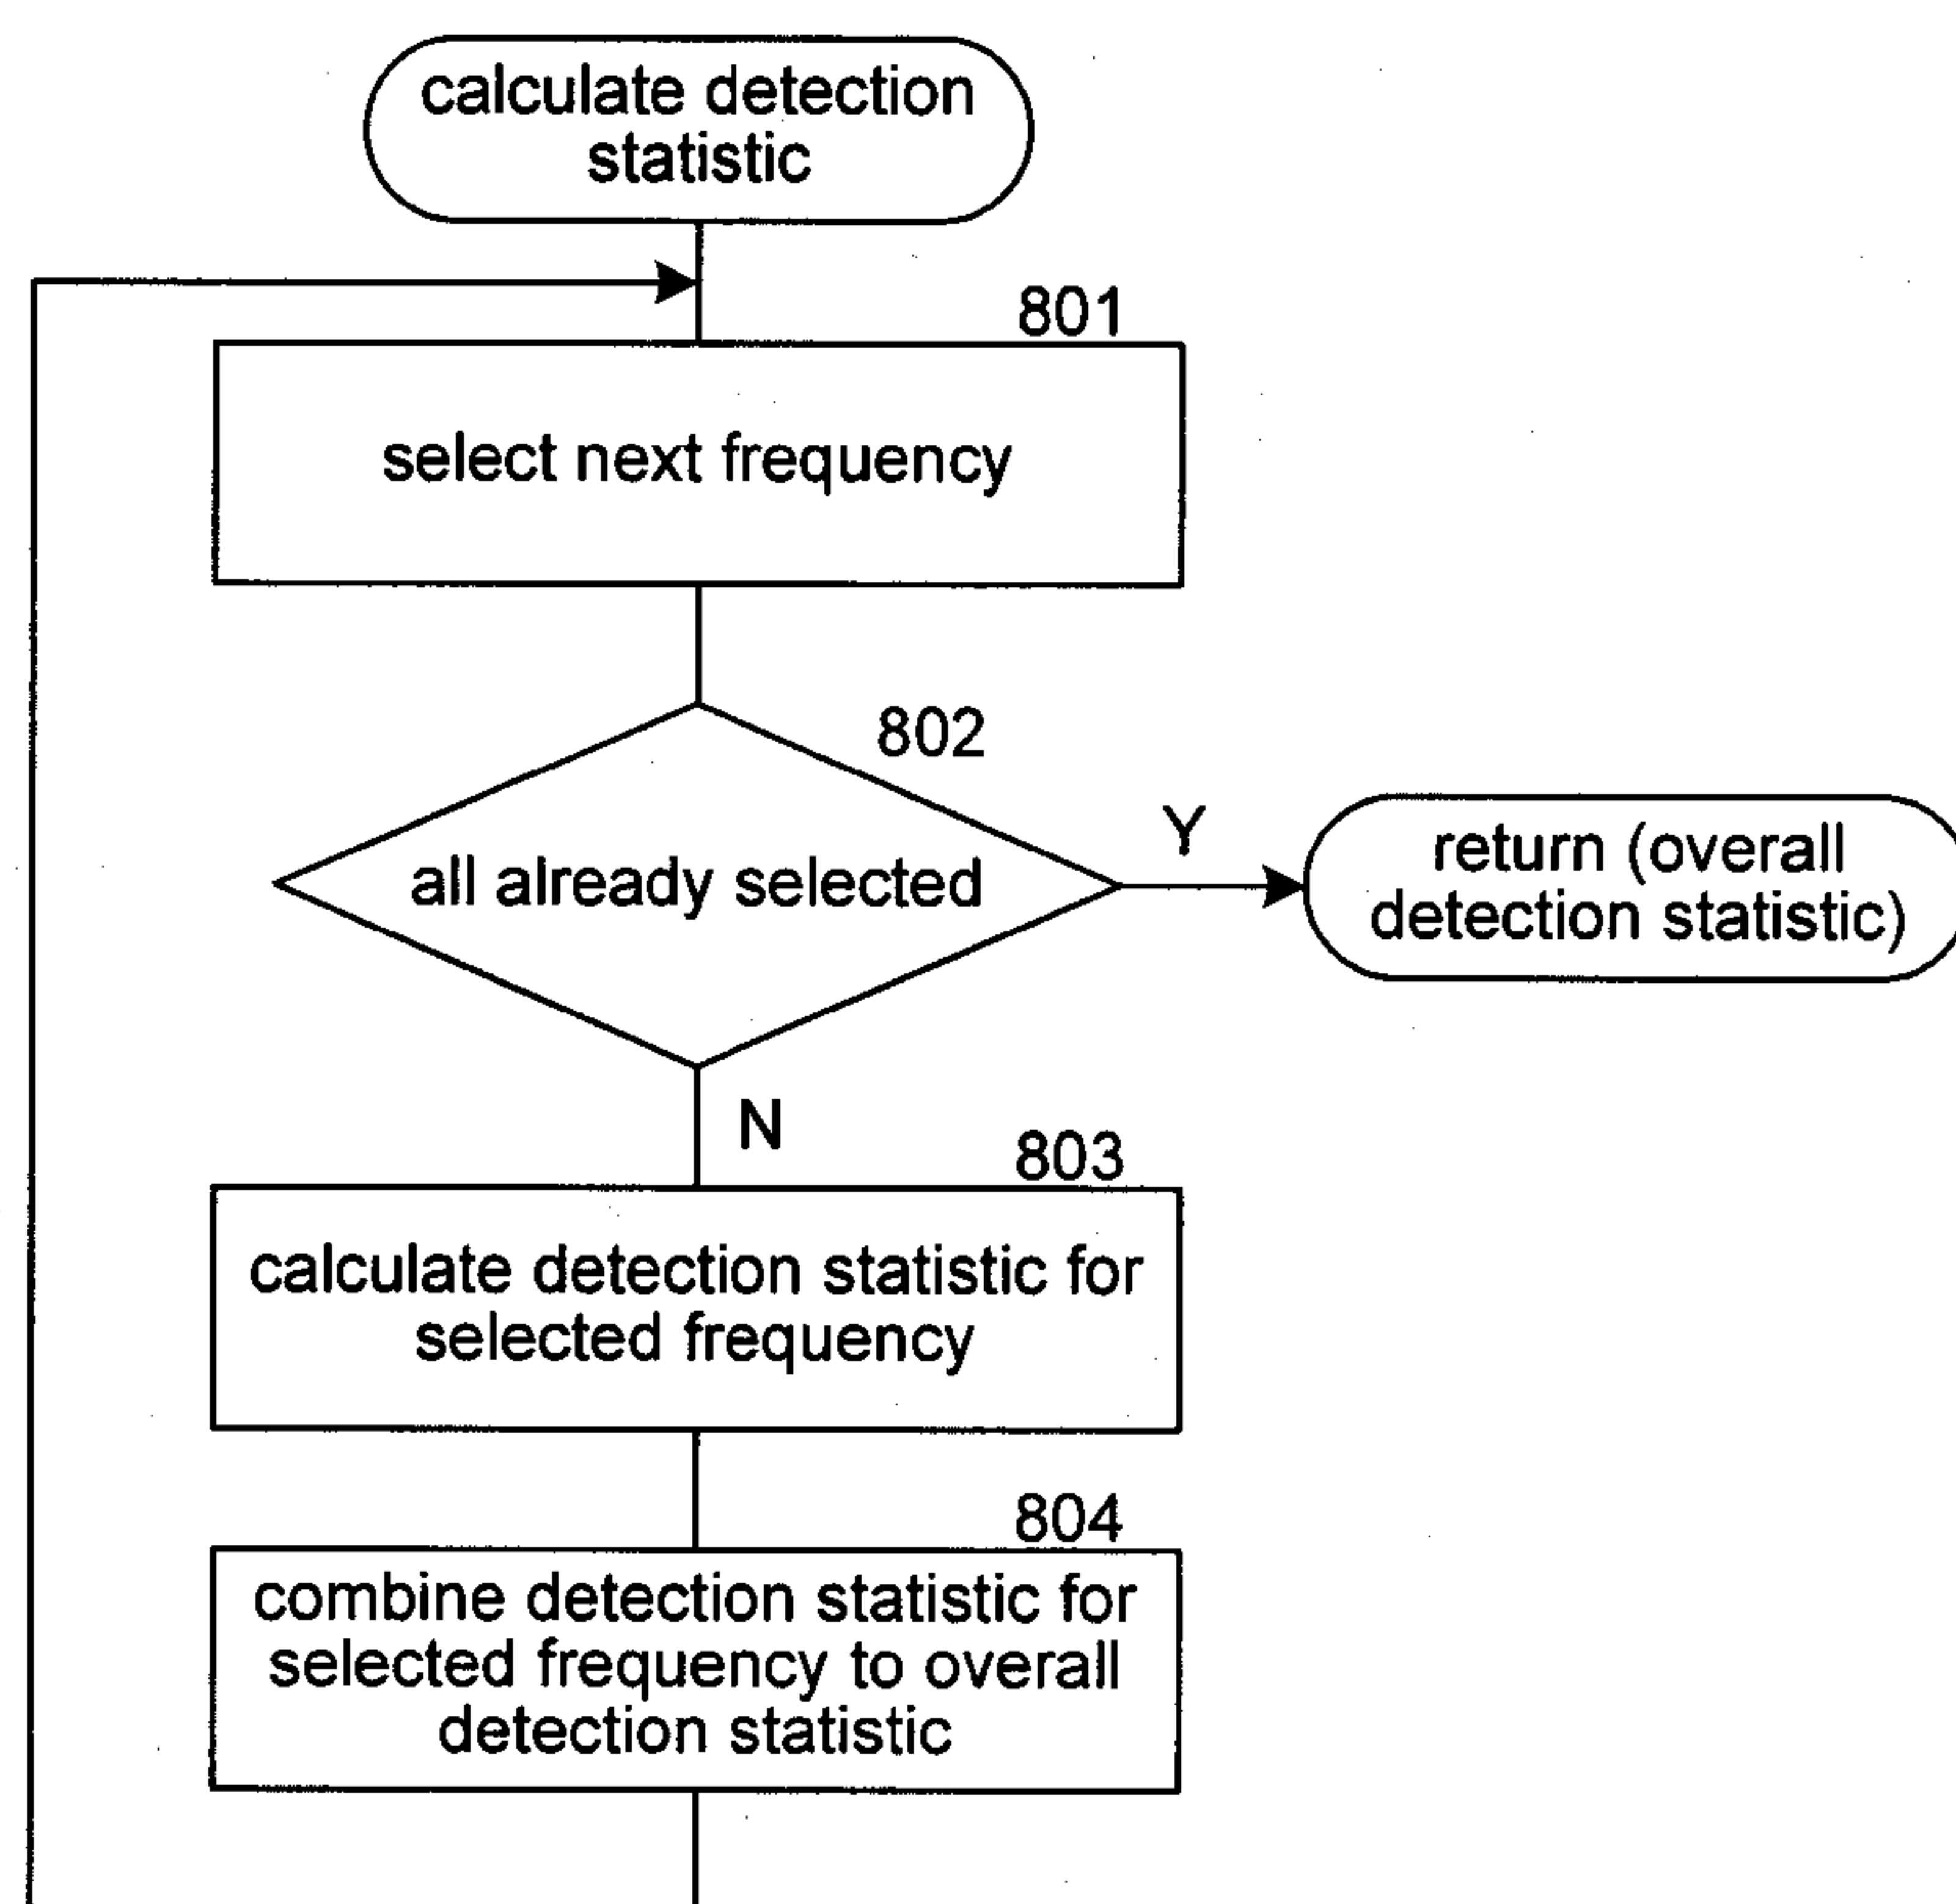 calculate detection
statistic
801
select next frequency
802
all already selected
Y
return (overall
detection statistic)
N
803
calculate detection statistic for
selected frequency
804
combine detection statistic for
selected frequency to overall
detection statistic